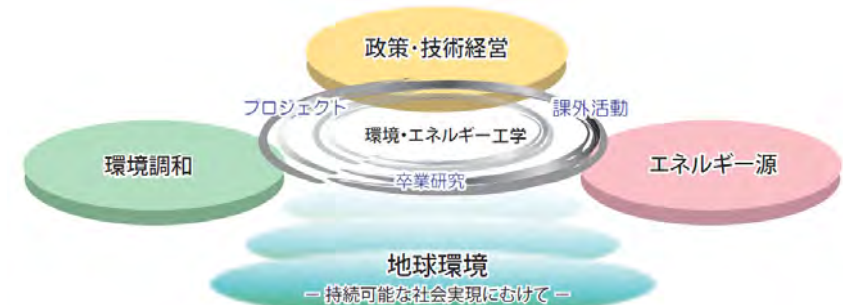 政策・技術経営
プロジェクト
課外活動
環境・エネルギー工学
環境調和
エネルギー源
卒業研究
地球環境
― 持続可能な社会実現にむけて ―